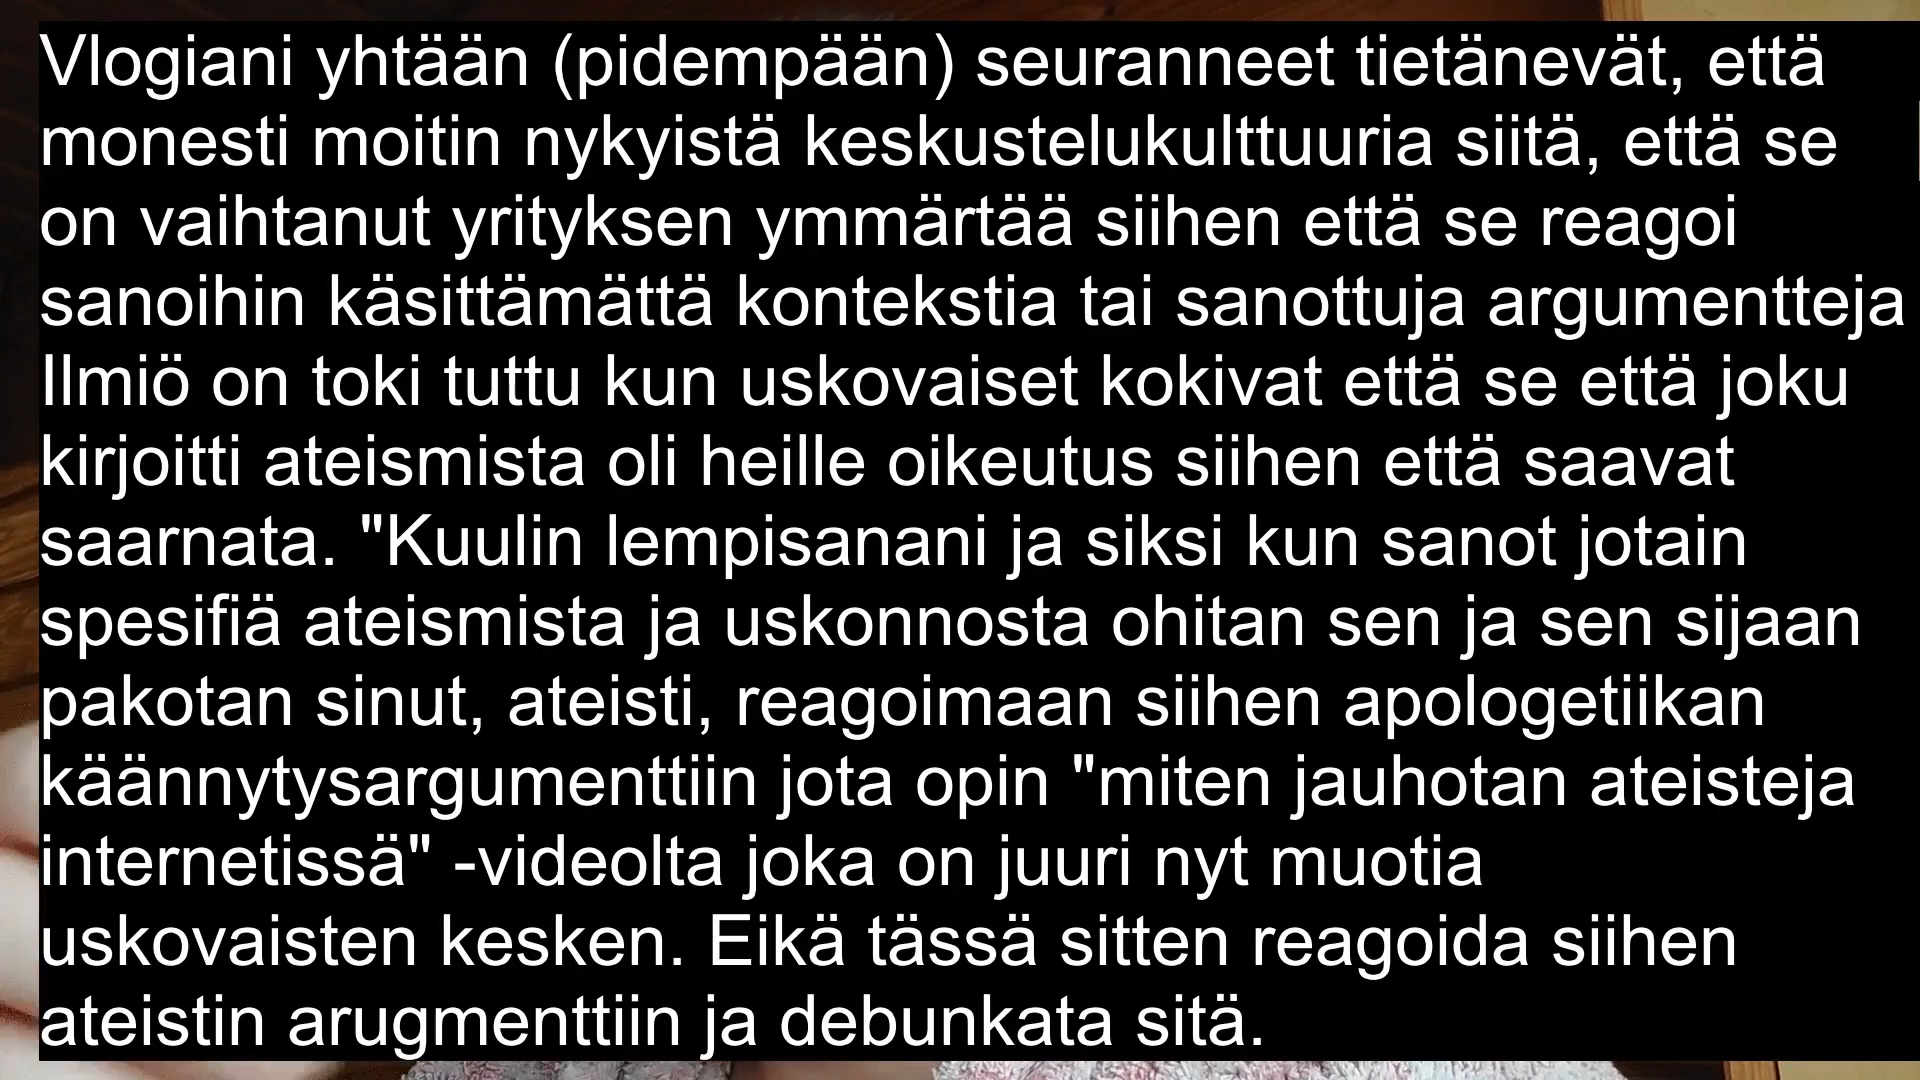 Vlogiani yhtään (pidempään) seuranneet tietänevät, että
monesti moitin nykyistä keskustelukulttuuria siitä, että se
on vaihtanut yrityksen ymmärtää siihen että se reagoi
sanoihin käsittämättä kontekstia tai sanottuja argumentteja
Ilmiö on toki tuttu kun uskovaiset kokivat että se että joku
kirjoitti ateismista oli heille oikeutus siihen että saavat
saarnata. "Kuulin lempisanani ja siksi kun sanot jotain
spesifiä ateismista ja uskonnosta ohitan sen ja sen sijaan
pakotan sinut, ateisti, reagoimaan siihen apologetiikan
käännytysargumenttiin jota opin "miten jauhotan ateisteja
internetissä" -videolta joka on juuri nyt muotia
uskovaisten kesken. Eikä tässä sitten reagoida siihen
ateistin arugmenttiin ja debunkata sitä.